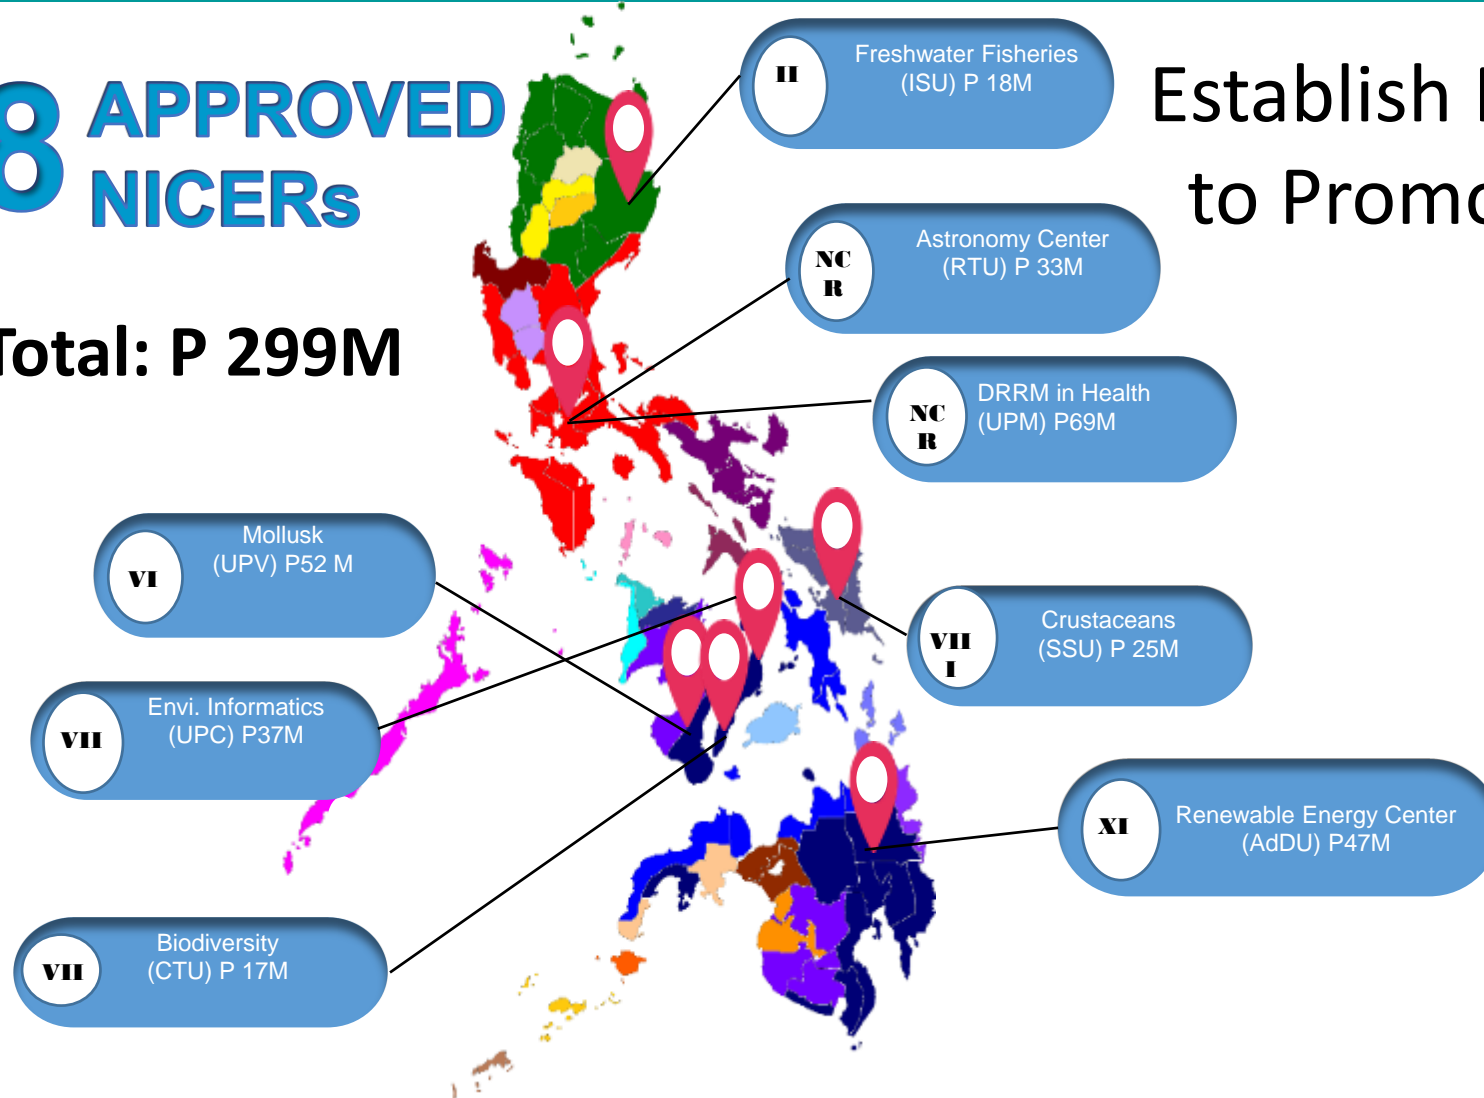 8 APPROVED
NICERs
Total: P 299M
Establish
to Promo
II
Freshwater Fisheries
(ISU) P 18M
NC
R
Astronomy Center
(RTU) P 33M
NC
R
DRRM in Health
(UPM) P69M
VI
Mollusk
(UPV) P52 M
VII
I
Crustaceans
(SSU) P 25M
VII
Envi. Informatics
(UPC) P37M
XI
Renewable Energy Center
(AdDU) P47M
VII
Biodiversity
(CTU) P 17M